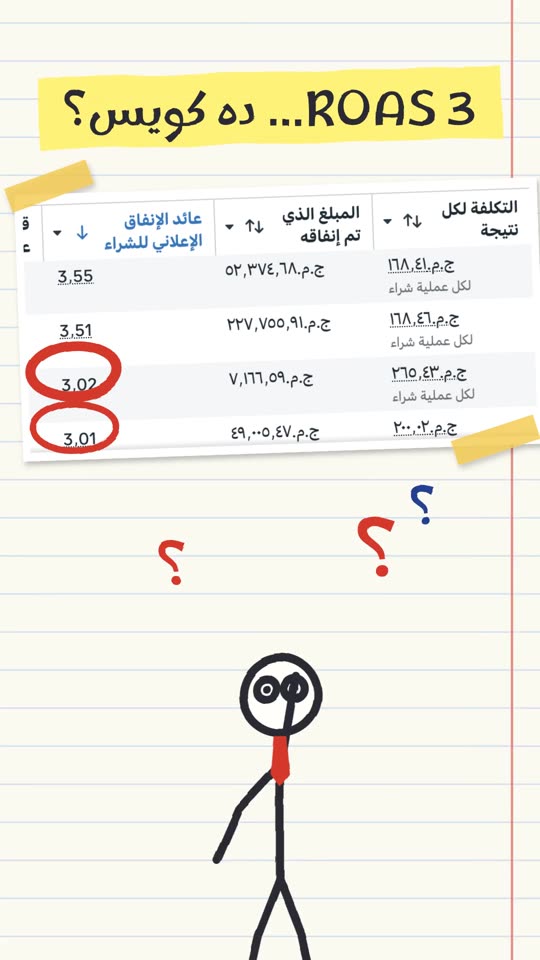 ROAS 3... ده كويس؟
التكلفة لكل نتيجة
المبلغ الذي تم إنفاقه
عائد الإنفاق الإعلاني للشراء
ج.م.١٦٨,٤١
لكل عملية شراء
ج.م.٥٢,٣٧٤,٦٨
3,55
ج.م.١٦٨,٤٦
لكل عملية شراء
ج.م.٢٢٧,٧٥٥,٩١
3,51
ج.م.٢٦٥,٤٣
لكل عملية شراء
ج.م.٧,١٦٦,٥٩
3,02
ج.م.٢٠٠,٠٢
ج.م.٤٩,٠٠٥,٤٧
3,01
؟
؟
؟